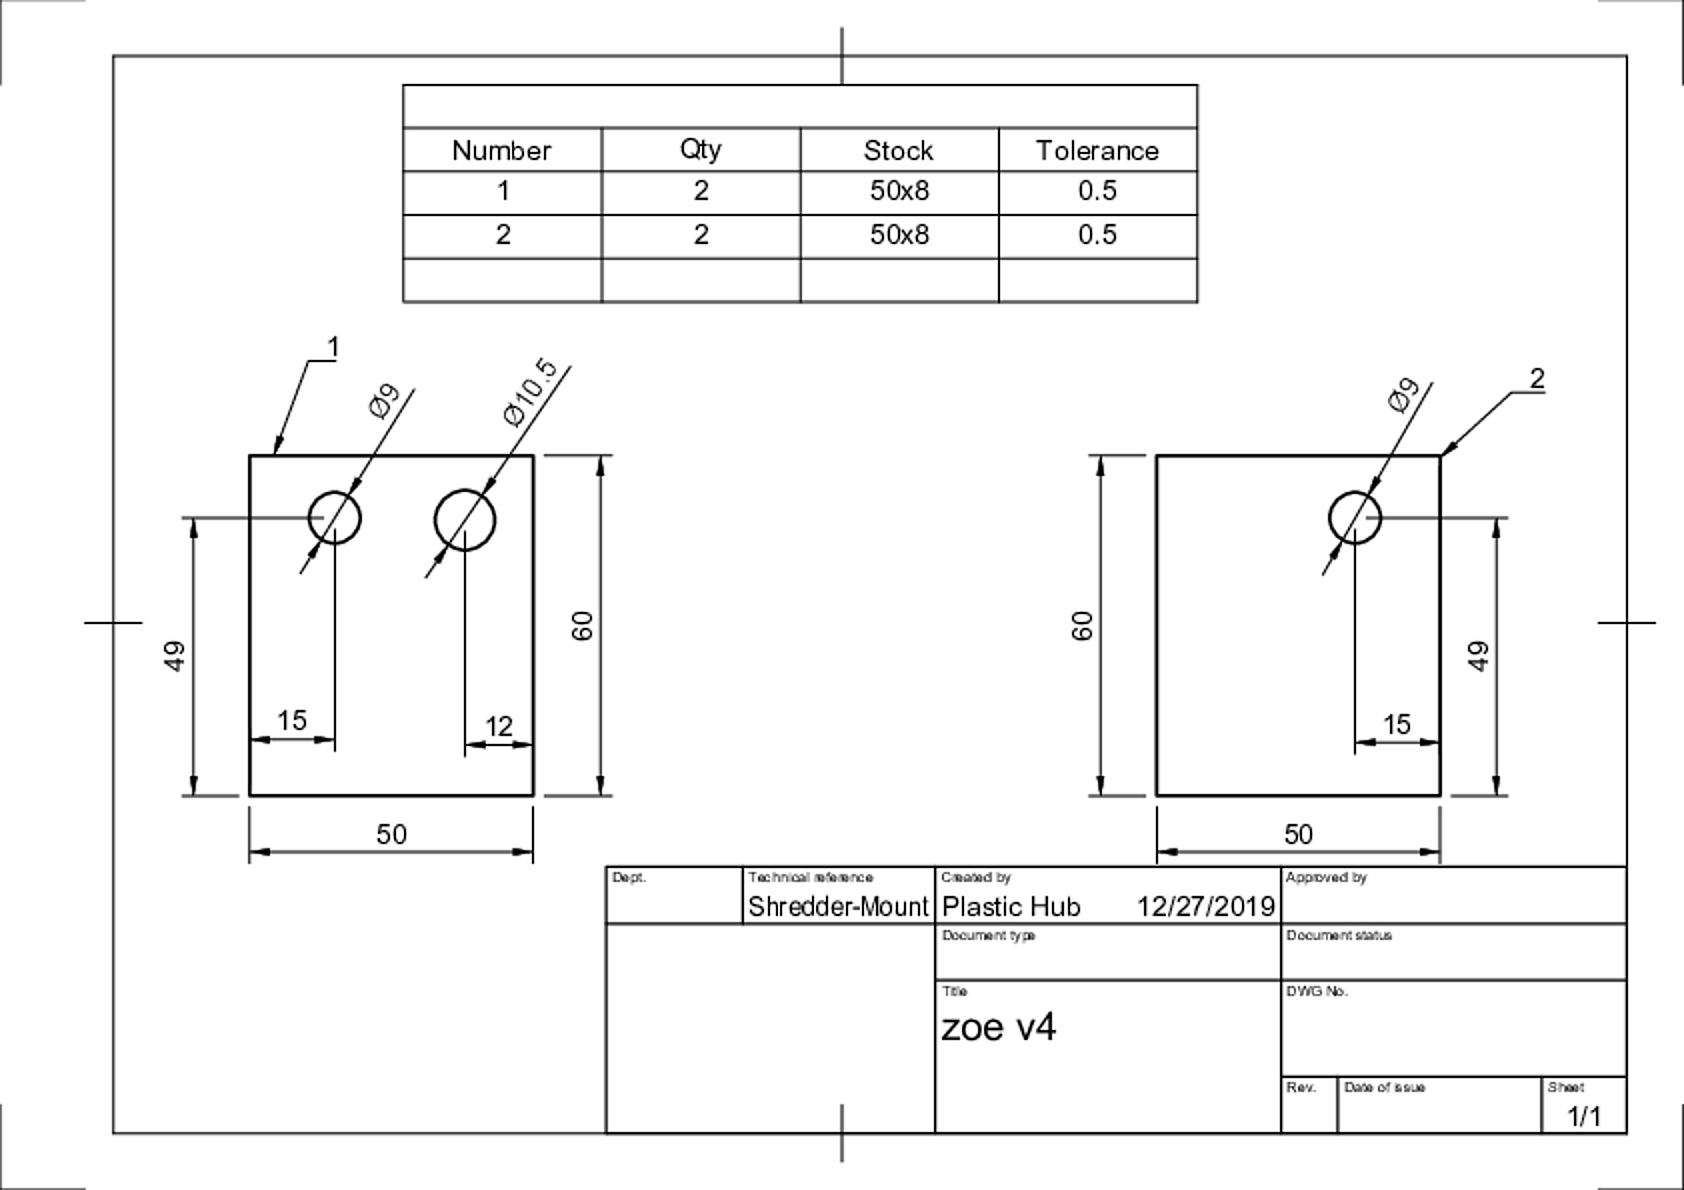 Number Qty Stock Tolerance
1 2 50x8 0.5
2 2 50x8 0.5
1
Ø9
Ø10.5
Ø9
2
49
60
60
49
15
12
15
50
50
Dept.
Technical reference
Shredder-Mount
Created by
Plastic Hub 12/27/2019
Approved by
Document type
Document status
Title
zoe v4
DWG No.
Rev.
Date of issue
Sheet
1/1